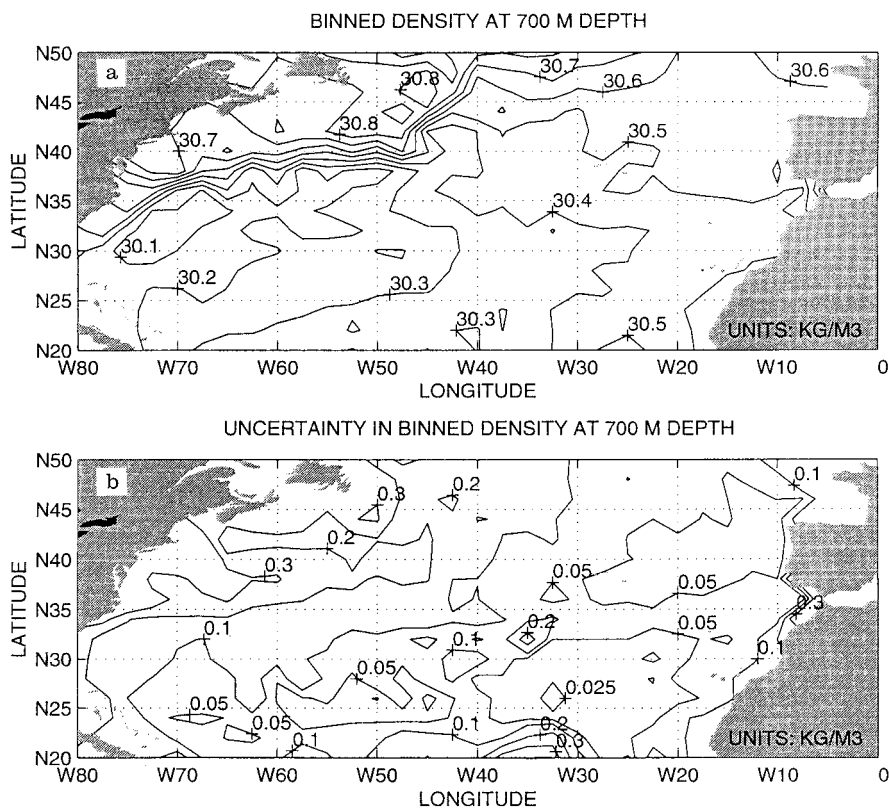 BINNED DENSITY AT 700 M DEPTH
N50
a
30.8
30.7
30.6
30.6
N45
30.8
30.7
30.5
N40
LATITUDE
N35
30.4
N30
30.1
30.2
30.3
N25
30.3
30.5
UNITS: KG/M3
N20
W80 W70 W60 W50 W40 W30 W20 W10 0
LONGITUDE
UNCERTAINTY IN BINNED DENSITY AT 700 M DEPTH
N50
b
0.3
0.2
0.1
N45
0.2
N40
0.3
0.05
0.05
LATITUDE
N35
0.3
0.1
0.2
0.05
0.1
0.1
N30
0.05
0.025
N25
0.05
0.05
0.1
0.1
0.2
0.3
UNITS: KG/M3
N20
W80 W70 W60 W50 W40 W30 W20 W10 0
LONGITUDE